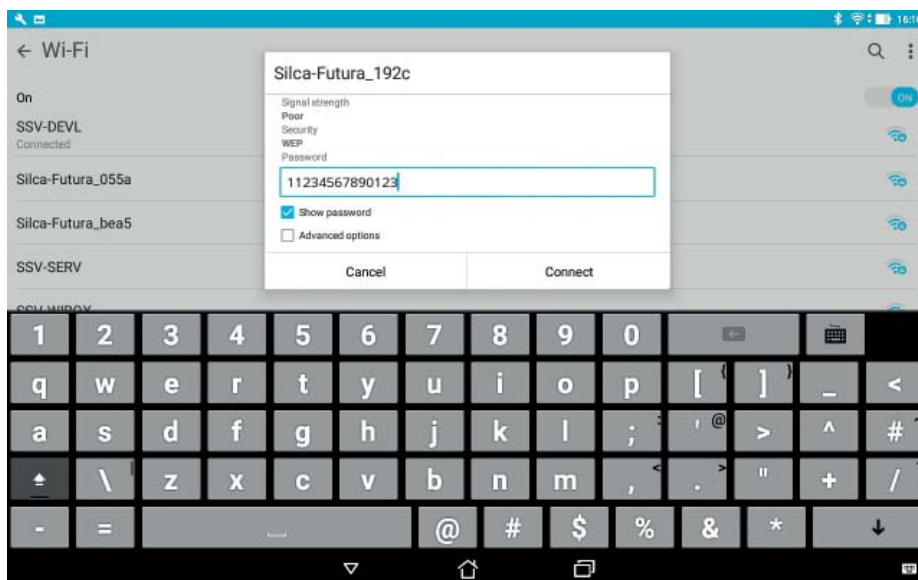 16:10
Wi-Fi
On
ON
SSV-DEVL
Connected
Silca-Futura_055a
Silca-Futura_bea5
SSV-SERV
Silca-Futura_192c
Signal strength
Poor
Security
WEP
Password
11234567890123
Show password
Advanced options
Cancel Connect
1 2 3 4 5 6 7 8 9 0
q w e r t y u i o p [ { ] } _ <
a s d f g h j k l ; : ' @ > ^ #
\ | z x c v b n m , < . > " + /
- = @ # $ % & *